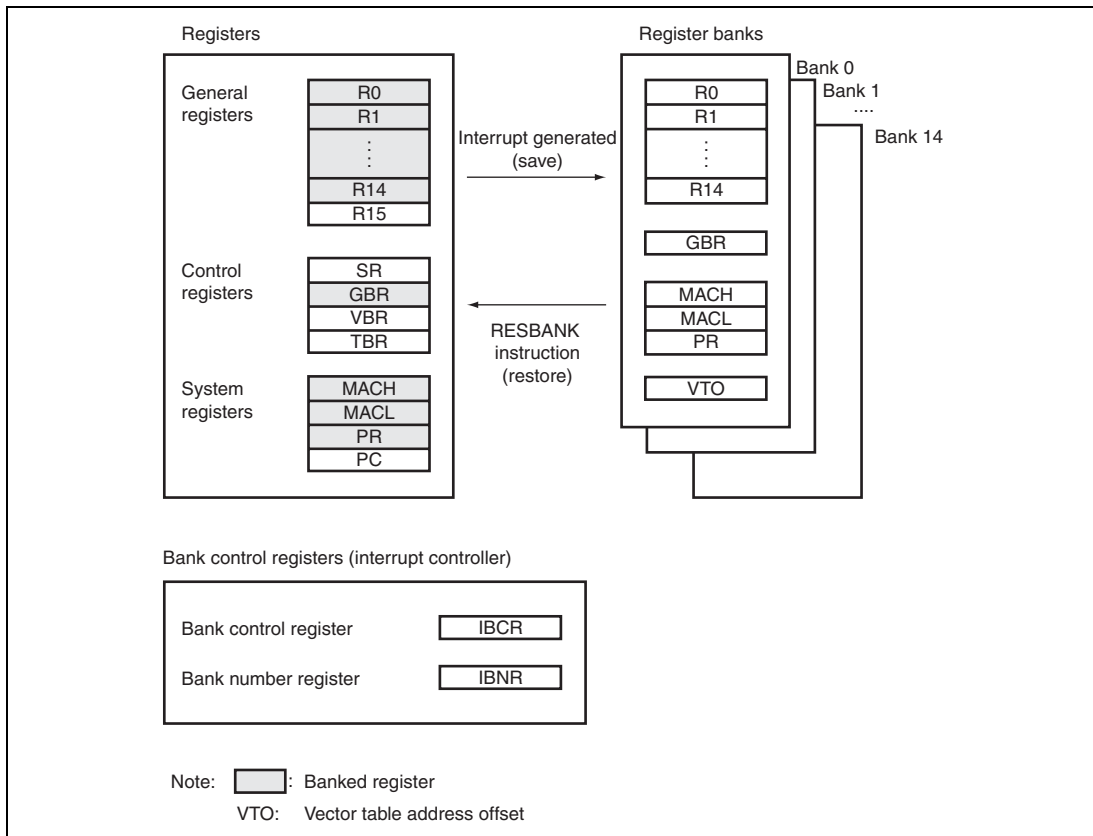 Registers
General
registers
R0
R1
R14
R15
Control
registers
SR
GBR
VBR
TBR
System
registers
MACH
MACL
PR
PC
Interrupt generated
(save)
RESBANK
instruction
(restore)
Register banks
Bank 0
Bank 1
....
Bank 14
R0
R1
R14
GBR
MACH
MACL
PR
VTO
Bank control registers (interrupt controller)
Bank control register IBCR
Bank number register IBNR
Note: : Banked register
VTO: Vector table address offset